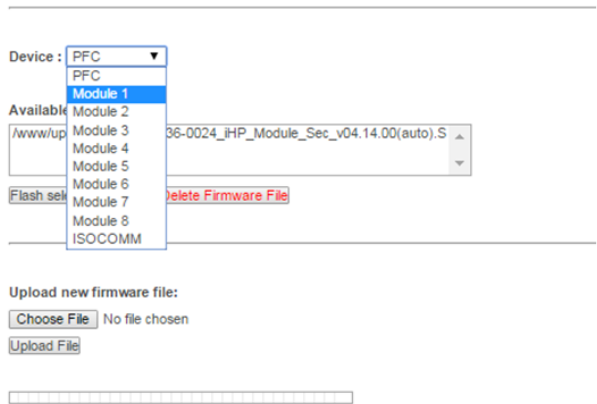 Device : PFC
PFC
Module 1
Available
Module 2
/www/up
Module 3
36-0024_iHP_Module_Sec_v04.14.00(auto).S
Module 4
Module 5
Module 6
Flash sel
Module 7
Delete Firmware File
Module 8
ISOCOMM
Upload new firmware file:
Choose File No file chosen
Upload File